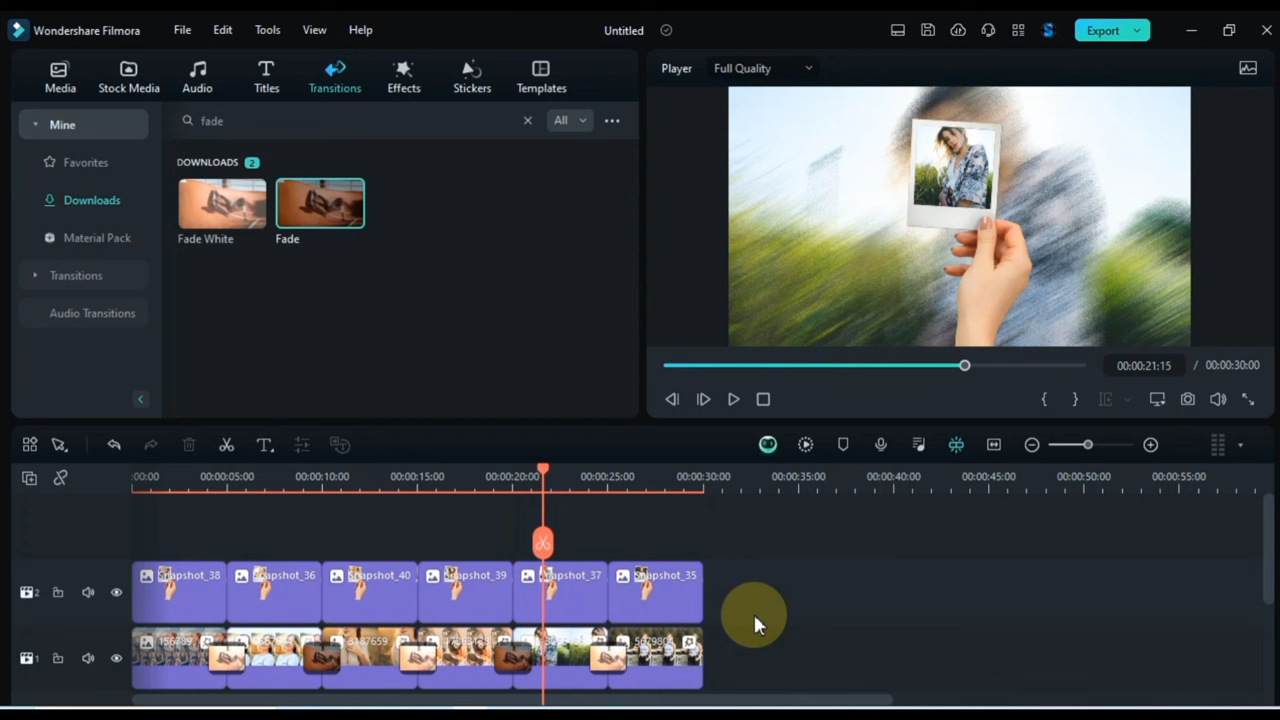 Wondershare Filmora
File
Edit
Tools
View
Help
Untitled
Export
Media
Stock Media
Audio
Titles
Transitions
Effects
Stickers
Templates
Player
Full Quality
Mine
Favorites
Downloads
Material Pack
Transitions
Audio Transitions
fade
All
DOWNLOADS 2
Fade White
Fade
00:00:21:15 / 00:00:30:00
:00:00
00:00:05:00
00:00:10:00
00:00:15:00
00:00:20:00
00:00:25:00
00:00:30:00
00:00:35:00
00:00:40:00
00:00:45:00
00:00:50:00
00:00:55:00
Snapshot_38
Snapshot_36
Snapshot_40
Snapshot_39
Snapshot_37
Snapshot_35
2
1